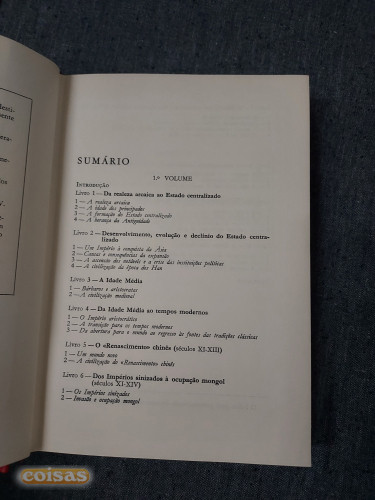 SUMÁRIO
1.º VOLUME
INTRODUÇÃO
LIVRO 1 — Da realeza arcaica ao Estado centralizado
1 — A realeza arcaica
2 — A idade dos principados
3 — A formação do Estado centralizado
4 — A herança da Antiguidade
LIVRO 2 — Desenvolvimento, evolução e declínio do Estado centra-
lizado
1 — Um Império à conquista da Ásia
2 — Causas e consequências da expansão
3 — A ascensão dos notáveis e a crise das instituições políticas
4 — A civilização da época dos Han
LIVRO 3 — A Idade Média
1 — Bárbaros e aristocratas
2 — A civilização medieval
LIVRO 4 — Da Idade Média ao tempos modernos
1 — O Império aristocrático
2 — A transição para os tempos modernos
3 — Da abertura para o mundo ao regresso às fontes das tradições clássicas
LIVRO 5 — O «Renascimento» chinês (séculos XI-XIII)
1 — Um mundo novo
2 — A civilização do «Renascimento» chinês
LIVRO 6 — Dos Impérios sinizados à ocupação mongol
(séculos XI-XIV)
1 — Os Impérios sinizados
2 — Invasão e ocupação mongol
coisas